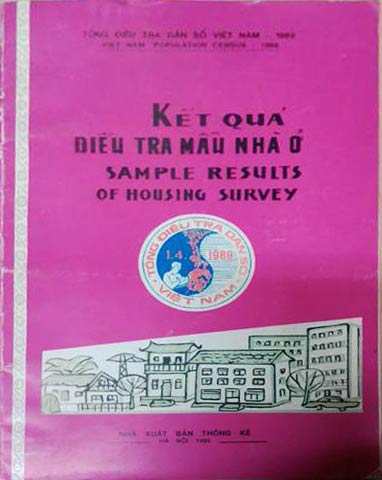 TỔNG ĐIỀU TRA DÂN SỐ VIỆT NAM - 1989
VIET NAM POPULATION CENSUS - 1989
KẾT QUẢ
ĐIỀU TRA MẪU NHÀ Ở
SAMPLE RESULTS
OF HOUSING SURVEY
TỔNG ĐIỀU TRA DÂN SỐ
1.4 1989
VIỆT NAM
NHÀ XUẤT BẢN THỐNG KÊ
HÀ NỘI